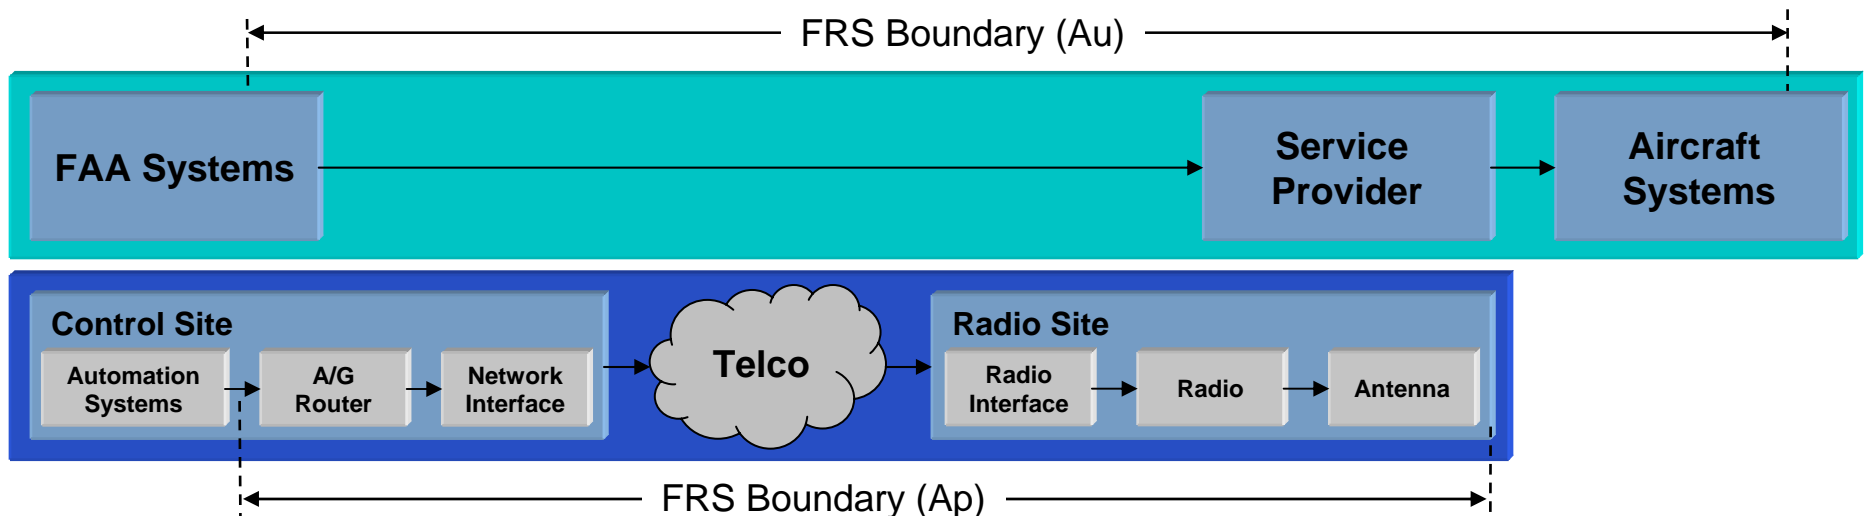 FRS Boundary (Au)
FAA Systems
Service
Provider
Aircraft
Systems
Control Site
Automation
Systems
A/G
Router
Network
Interface
Telco
Radio Site
Radio
Interface
Radio
Antenna
FRS Boundary (Ap)